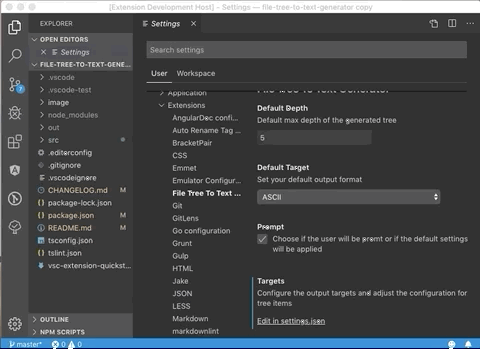 [Extension Development Host] – Settings — file-tree-to-text-generator copy
EXPLORER
OPEN EDITORS
Settings
FILE-TREE-TO-TEXT-GENE...
.vscode
.vscode-test
image
node_modules
out
src
.editorconfig
.gitignore
.vscodeignore
CHANGELOG.md M
package-lock.json
package.json M
README.md M
tsconfig.json
tslint.json
vsc-extension-quickst...
OUTLINE
NPM SCRIPTS
7
Settings
Search settings
User Workspace
Application
Extensions
AngularDoc confi...
Auto Rename Tag ...
BracketPair
CSS
Emmet
Emulator Configur...
File Tree To Text ...
Git
GitLens
Go configuration
Grunt
Gulp
HTML
Jake
JSON
LESS
Markdown
markdownlint
File Tree To Text Generator
Default Depth
Default max depth of the generated tree
5
Default Target
Set your default output format
ASCII
Prompt
Choose if the user will be promt or if the default settings
will be applied
Targets
Configure the output targets and adjust the configuration for
tree items
Edit in settings.json
master* 0 0